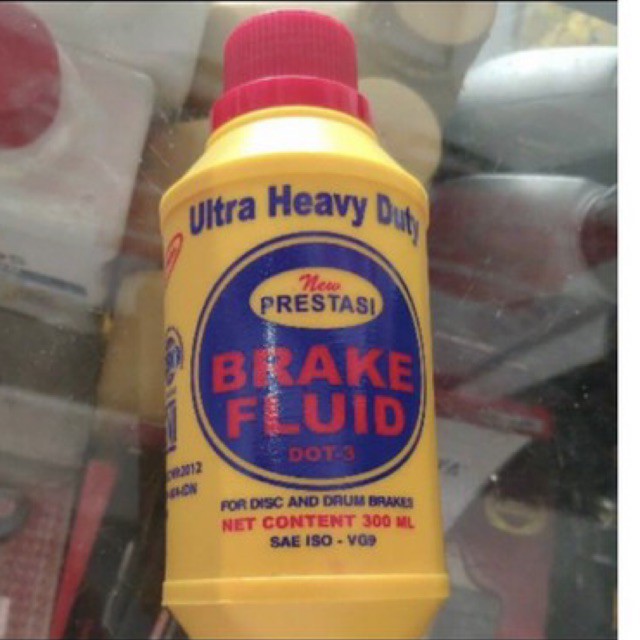 Ultra Heavy Duty
New
PRESTASI
BRAKE
FLUID
DOT-3
FOR DISC AND DRUM BRAKES
NET CONTENT 300 ML
SAE ISO - VG9